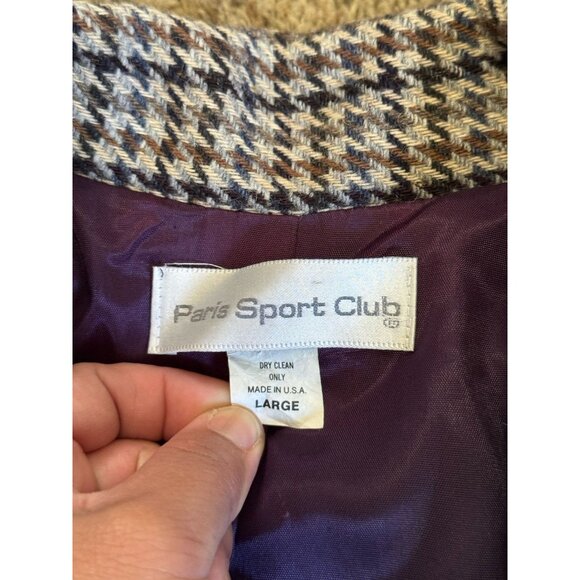 Paris Sport Club
DRY CLEAN
ONLY
MADE IN U.S.A.
LARGE